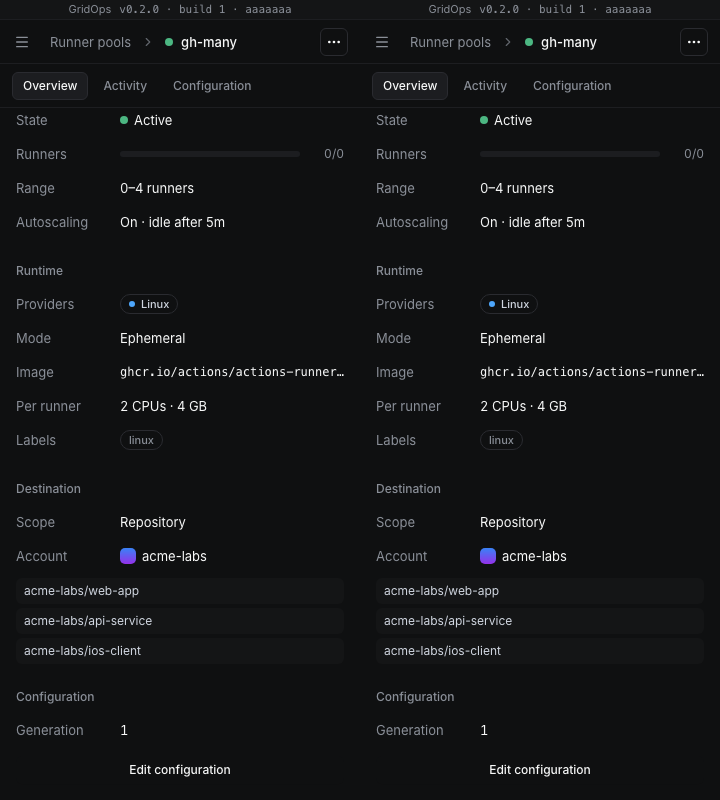 GridOps v0.2.0 · build 1 · aaaaaaa
Runner pools > gh-many
Overview Activity Configuration
State Active
Runners 0/0
Range 0–4 runners
Autoscaling On · idle after 5m
Runtime
Providers Linux
Mode Ephemeral
Image ghcr.io/actions/actions-runner…
Per runner 2 CPUs · 4 GB
Labels linux
Destination
Scope Repository
Account acme-labs
acme-labs/web-app
acme-labs/api-service
acme-labs/ios-client
Configuration
Generation 1
Edit configuration
GridOps v0.2.0 · build 1 · aaaaaaa
Runner pools > gh-many
Overview Activity Configuration
State Active
Runners 0/0
Range 0–4 runners
Autoscaling On · idle after 5m
Runtime
Providers Linux
Mode Ephemeral
Image ghcr.io/actions/actions-runner…
Per runner 2 CPUs · 4 GB
Labels linux
Destination
Scope Repository
Account acme-labs
acme-labs/web-app
acme-labs/api-service
acme-labs/ios-client
Configuration
Generation 1
Edit configuration